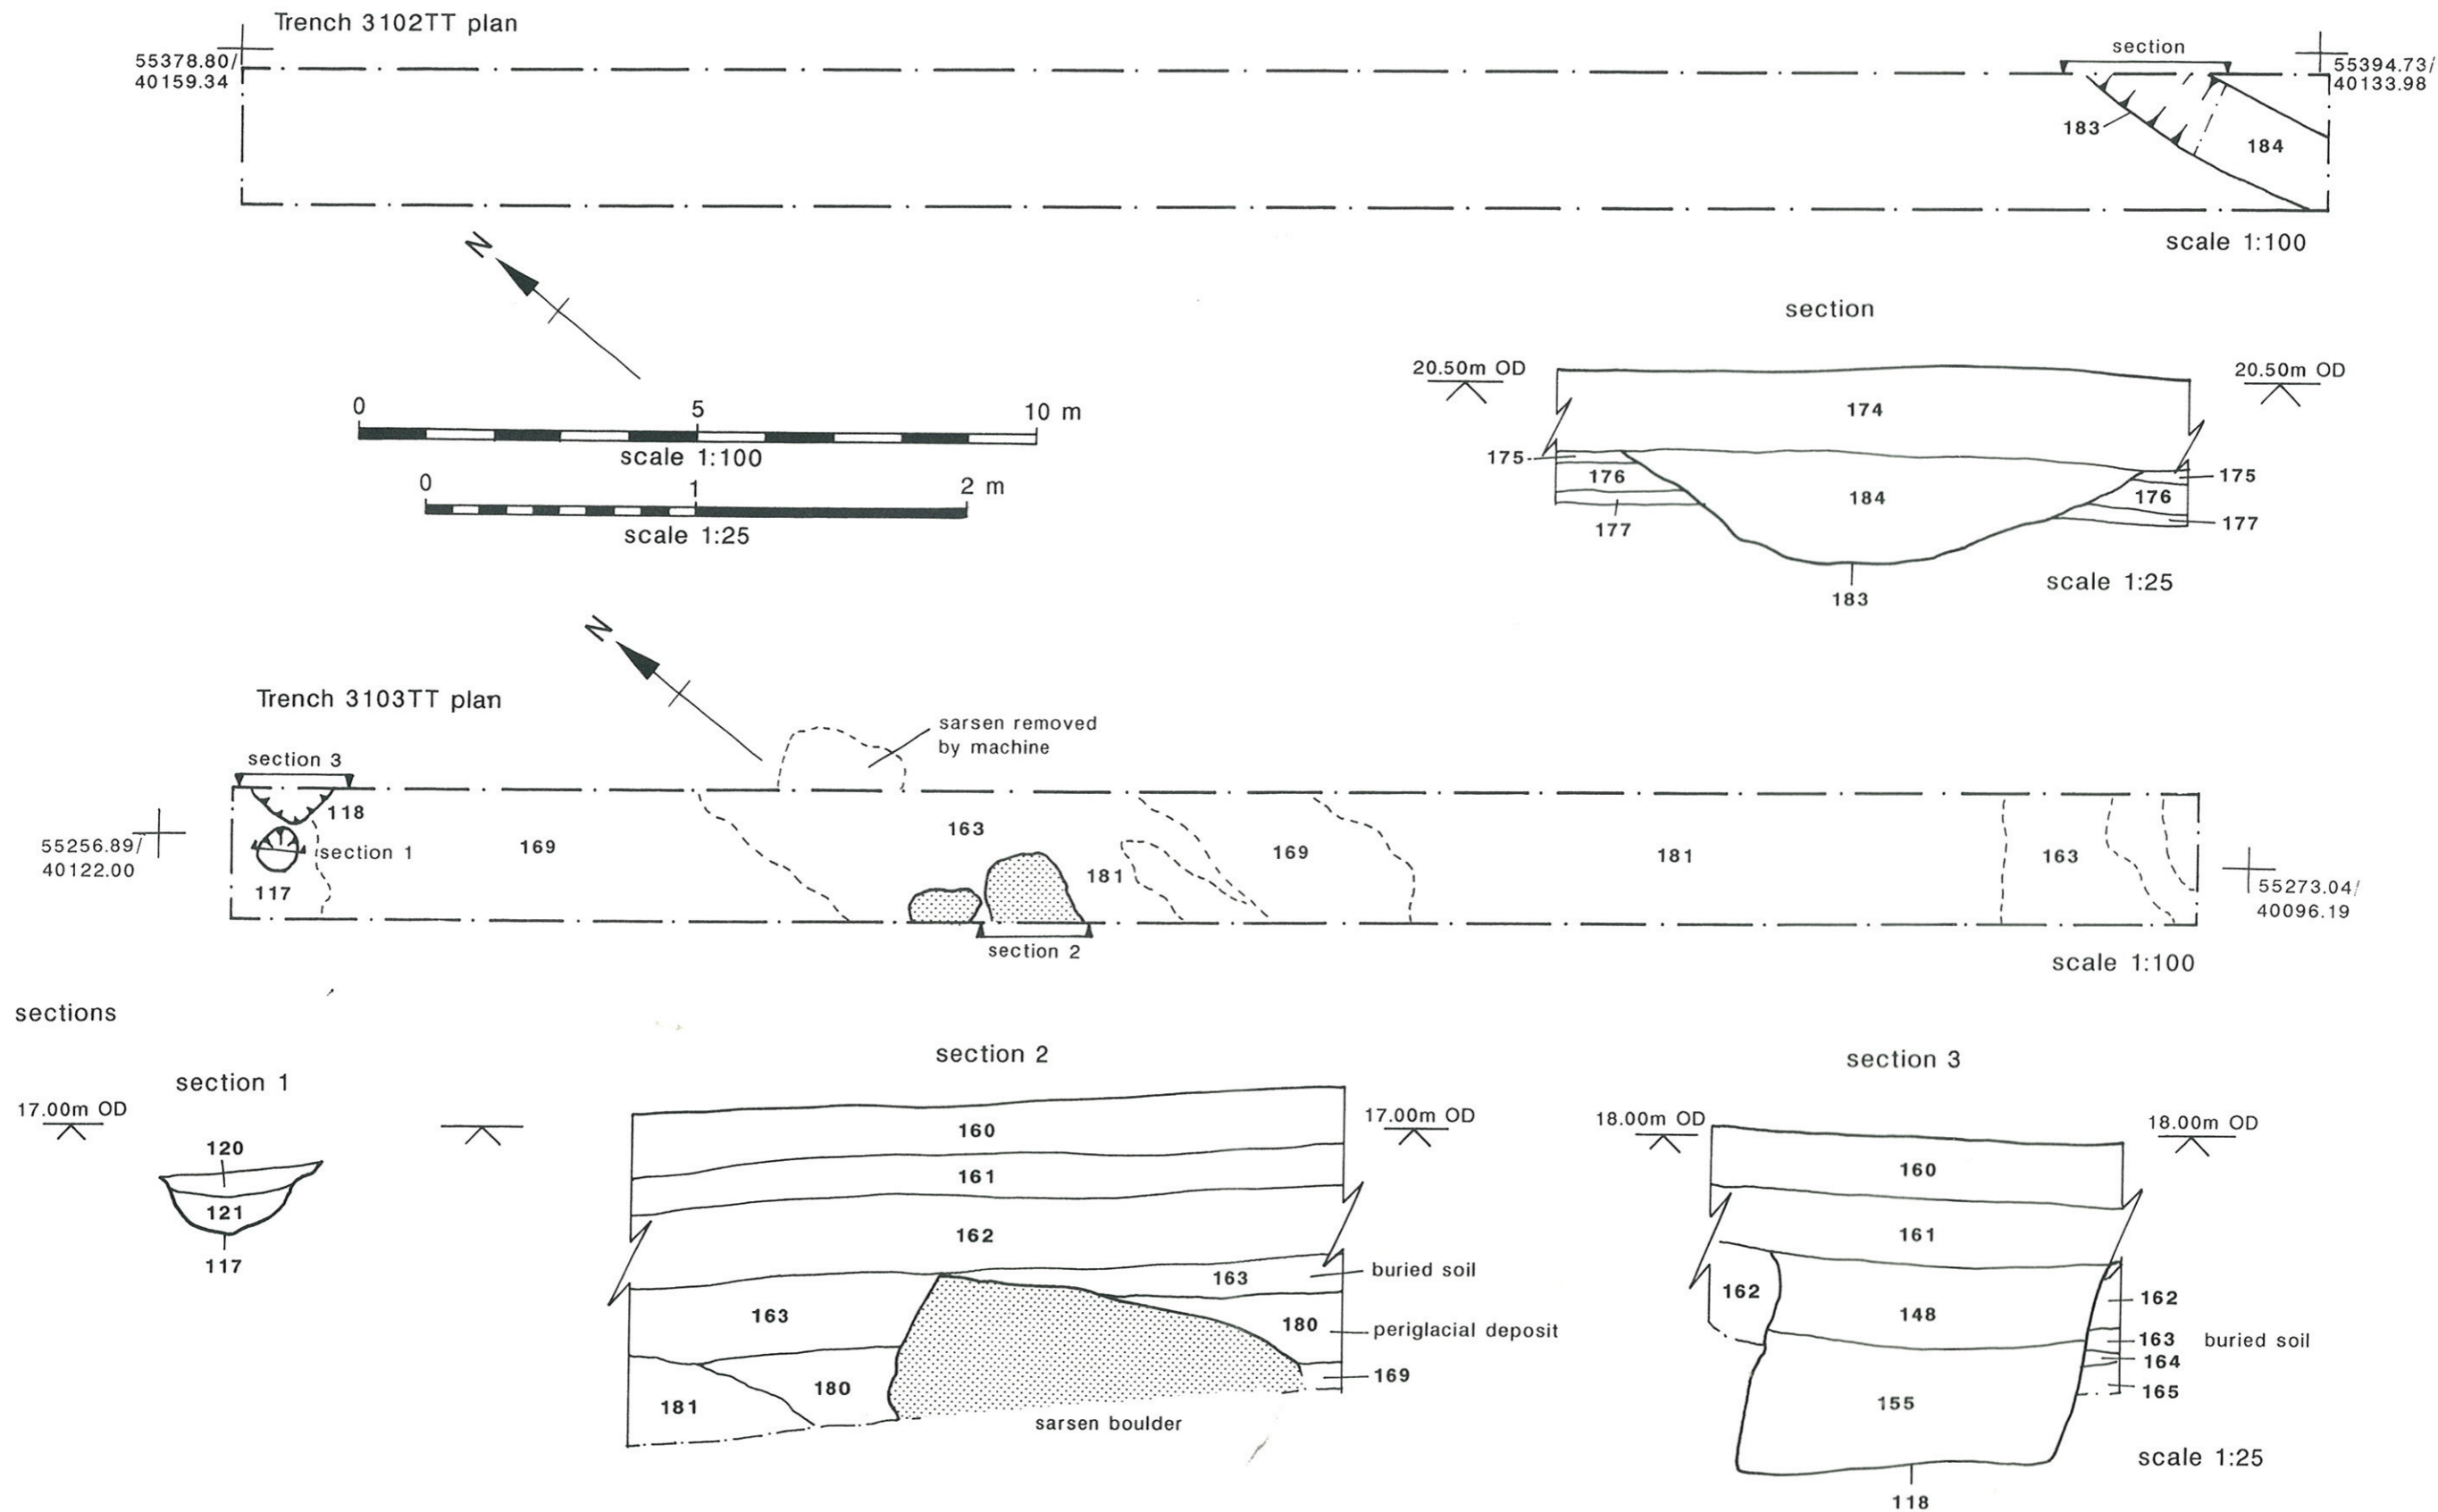 Trench 3102TT plan
55378.80/
40159.34
section
55394.73/
40133.98
183
184
scale 1:100
N
0 5 10 m
scale 1:100
0 1 2 m
scale 1:25
section
20.50m OD
20.50m OD
174
175
176
177
184
175
176
177
183
scale 1:25
N
Trench 3103TT plan
sarsen removed
by machine
section 3
118
55256.89/
40122.00
section 1
117
169
163
181
169
181
163
55273.04/
40096.19
section 2
scale 1:100
sections
section 1
17.00m OD
120
121
117
section 2
17.00m OD
160
161
162
163
buried soil
163
180
periglacial deposit
180
169
181
sarsen boulder
section 3
18.00m OD
18.00m OD
160
161
162
148
162
163 buried soil
164
165
155
scale 1:25
118